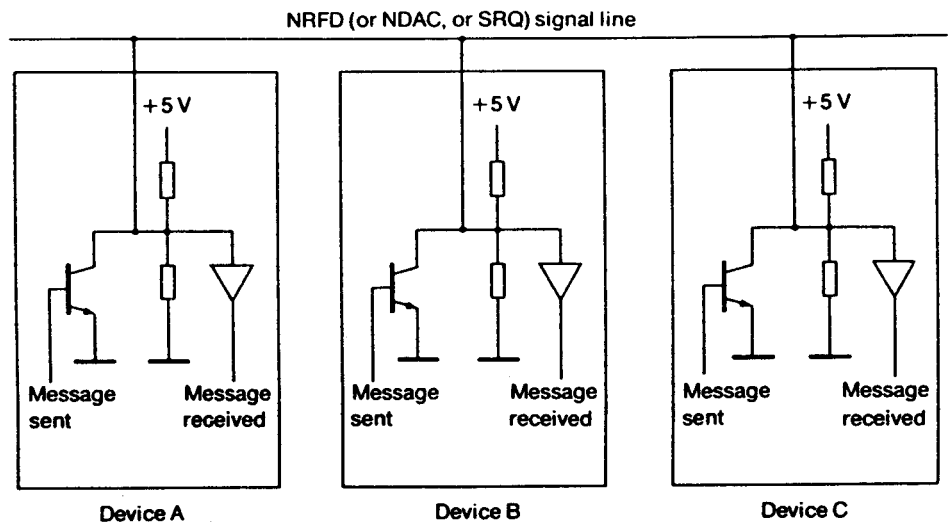 NRFD (or NDAC, or SRQ) signal line
+5 V
+5 V
+5 V
Message
sent
Message
received
Message
sent
Message
received
Message
sent
Message
received
Device A
Device B
Device C